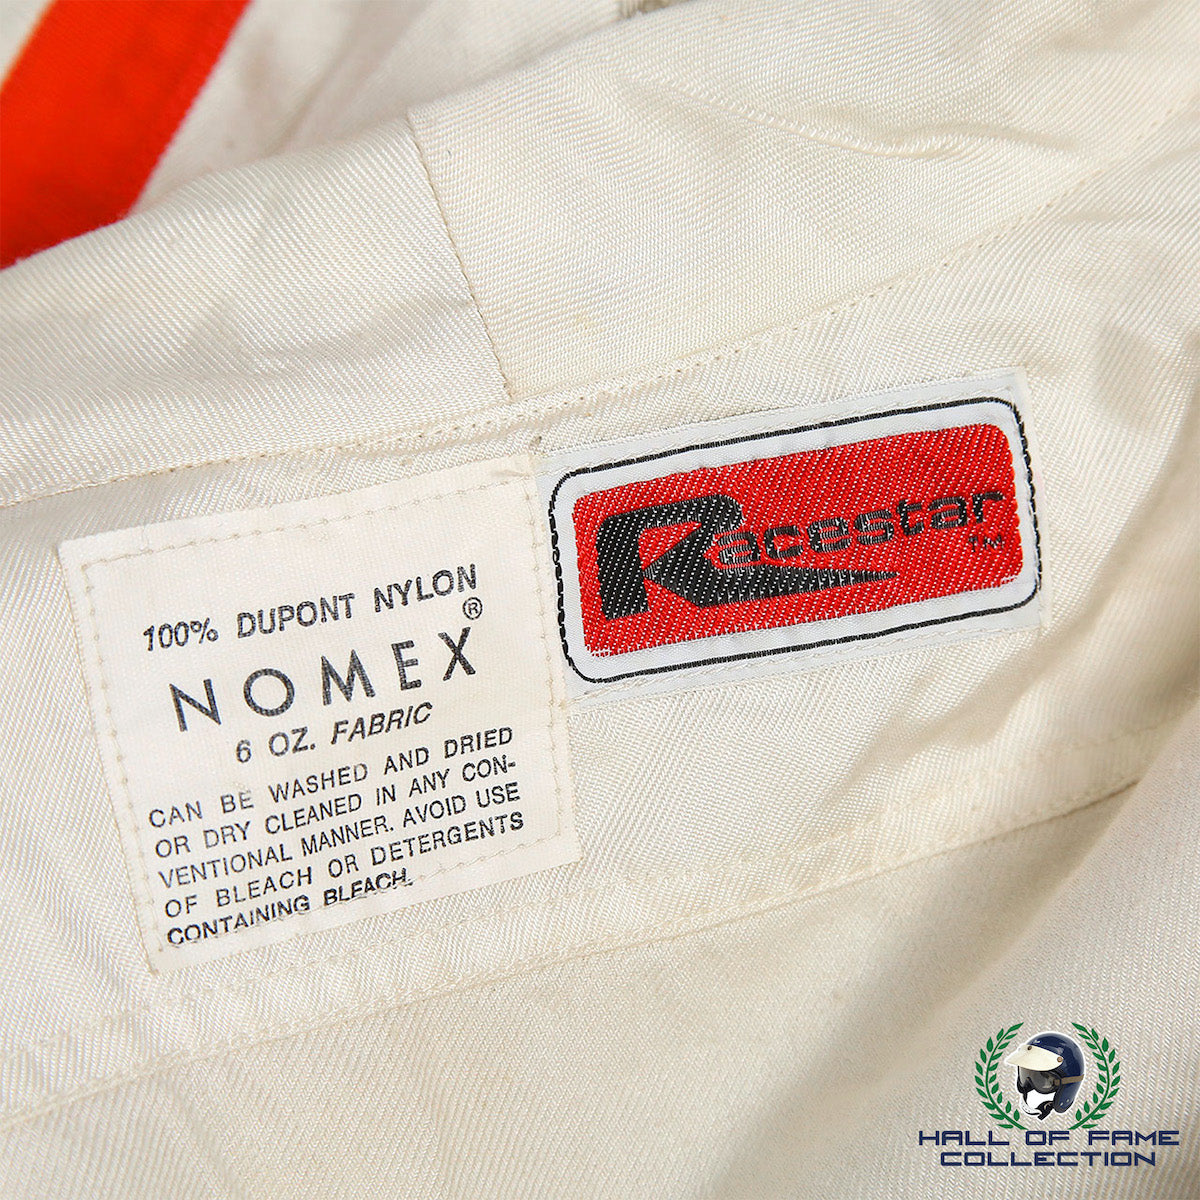 100% DUPONT NYLON
NOMEX®
6 OZ. FABRIC
CAN BE WASHED AND DRIED
OR DRY CLEANED IN ANY CON-
VENTIONAL MANNER. AVOID USE
OF BLEACH OR DETERGENTS
CONTAINING BLEACH.
Racestar
TM
HALL OF FAME
COLLECTION